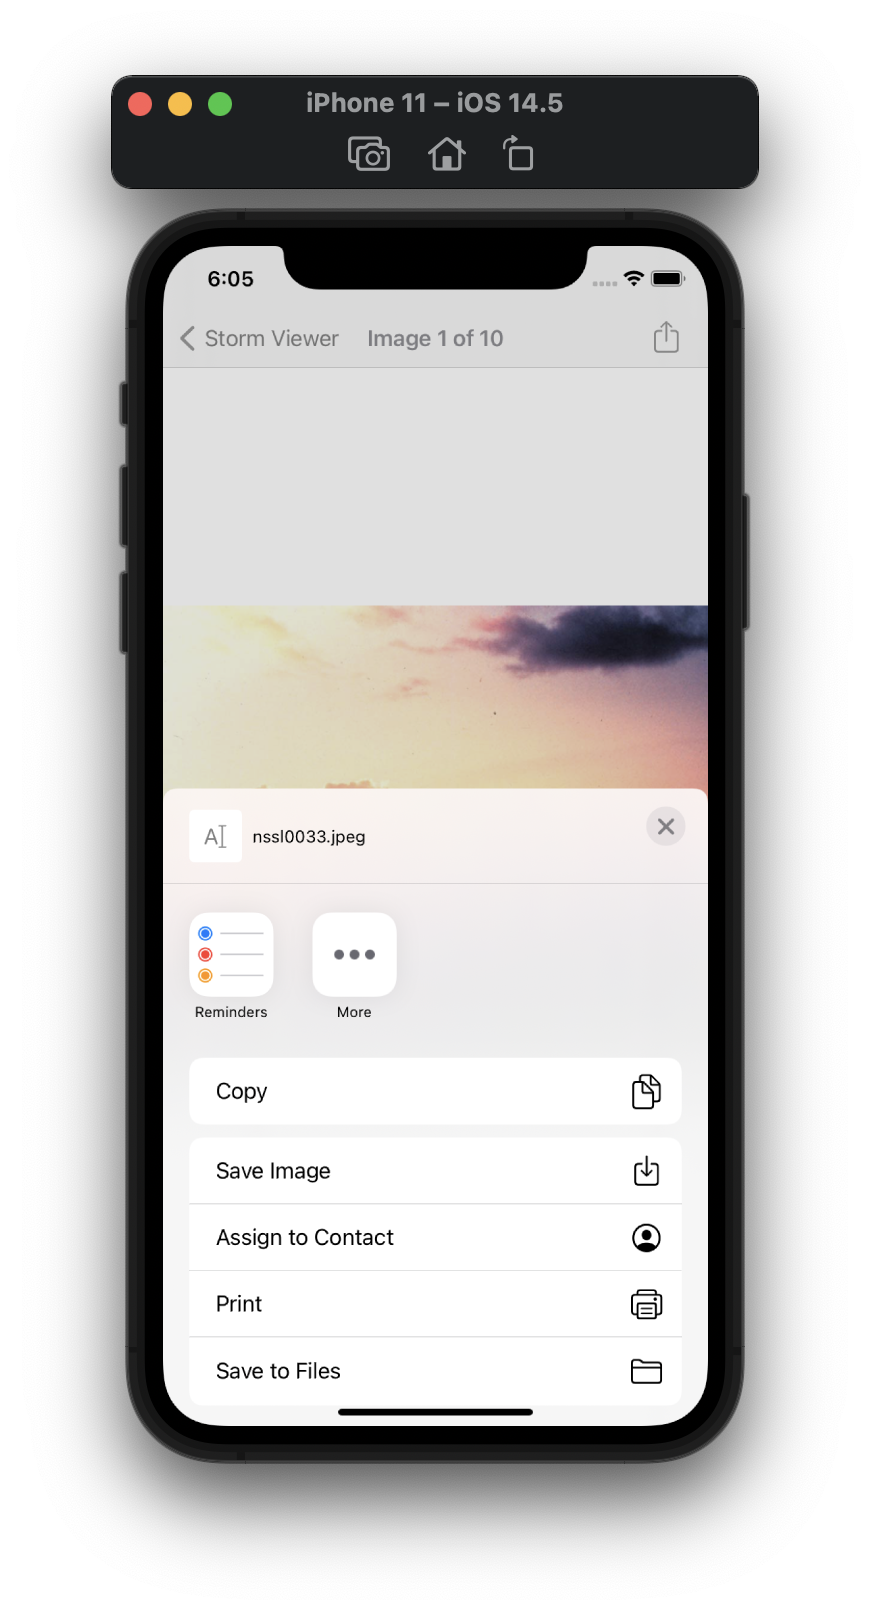 iPhone 11 – iOS 14.5
6:05
Storm Viewer Image 1 of 10
A nssl0033.jpeg
Reminders More
Copy
Save Image
Assign to Contact
Print
Save to Files